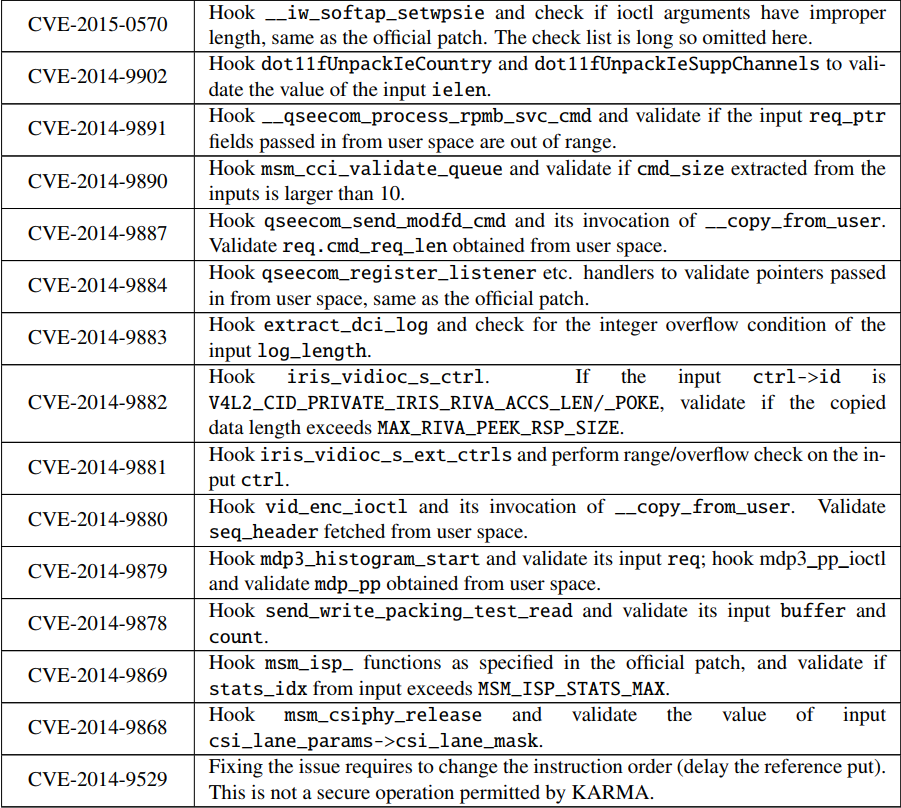 CVE-2015-0570
Hook __iw_softap_setwpsie and check if ioctl arguments have improper
length, same as the official patch. The check list is long so omitted here.
CVE-2014-9902
Hook dot11fUnpackIeCountry and dot11fUnpackIeSuppChannels to vali-
date the value of the input ielen.
CVE-2014-9891
Hook __qseecom_process_rpmb_svc_cmd and validate if the input req_ptr
fields passed in from user space are out of range.
CVE-2014-9890
Hook msm_cci_validate_queue and validate if cmd_size extracted from the
inputs is larger than 10.
CVE-2014-9887
Hook qseecom_send_modfd_cmd and its invocation of __copy_from_user.
Validate req.cmd_req_len obtained from user space.
CVE-2014-9884
Hook qseecom_register_listener etc. handlers to validate pointers passed
in from user space, same as the official patch.
CVE-2014-9883
Hook extract_dci_log and check for the integer overflow condition of the
input log_length.
CVE-2014-9882
Hook iris_vidioc_s_ctrl. If the input ctrl->id is
V4L2_CID_PRIVATE_IRIS_RIVA_ACCS_LEN/_POKE, validate if the copied
data length exceeds MAX_RIVA_PEEK_RSP_SIZE.
CVE-2014-9881
Hook iris_vidioc_s_ext_ctrls and perform range/overflow check on the in-
put ctrl.
CVE-2014-9880
Hook vid_enc_ioctl and its invocation of __copy_from_user. Validate
seq_header fetched from user space.
CVE-2014-9879
Hook mdp3_histogram_start and validate its input req; hook mdp3_pp_ioctl
and validate mdp_pp obtained from user space.
CVE-2014-9878
Hook send_write_packing_test_read and validate its input buffer and
count.
CVE-2014-9869
Hook msm_isp_ functions as specified in the official patch, and validate if
stats_idx from input exceeds MSM_ISP_STATS_MAX.
CVE-2014-9868
Hook msm_csiphy_release and validate the value of input
csi_lane_params->csi_lane_mask.
CVE-2014-9529
Fixing the issue requires to change the instruction order (delay the reference put).
This is not a secure operation permitted by KARMA.